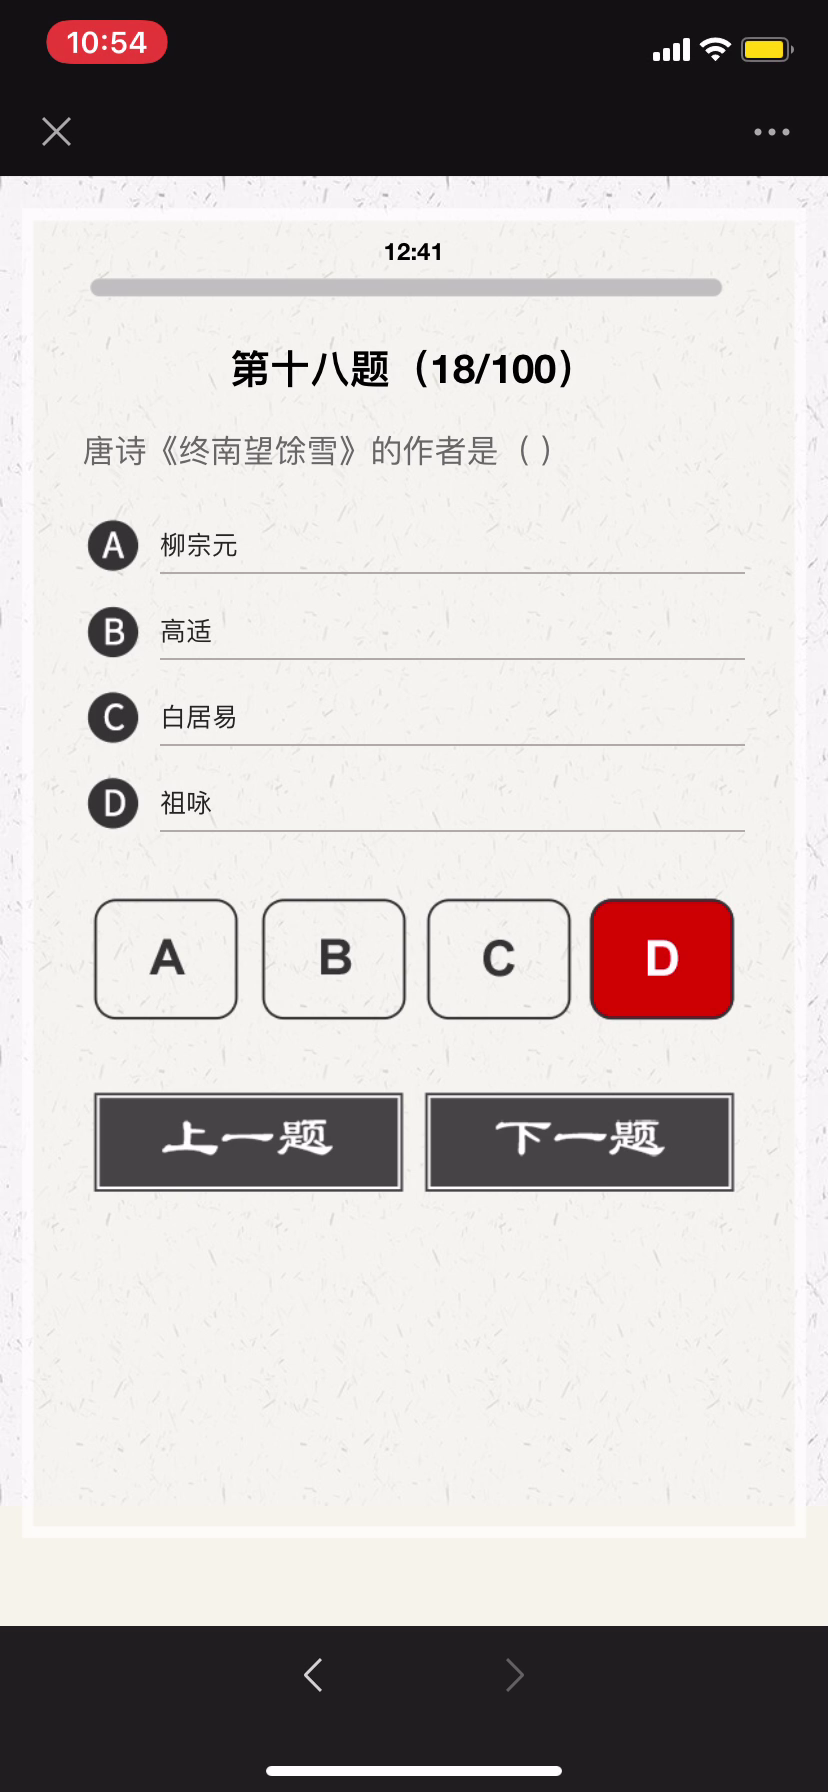 10:54
12:41
第十八题（18/100）
唐诗《终南望馀雪》的作者是（ ）
A 柳宗元
B 高适
C 白居易
D 祖咏
A B C D
上一题 下一题